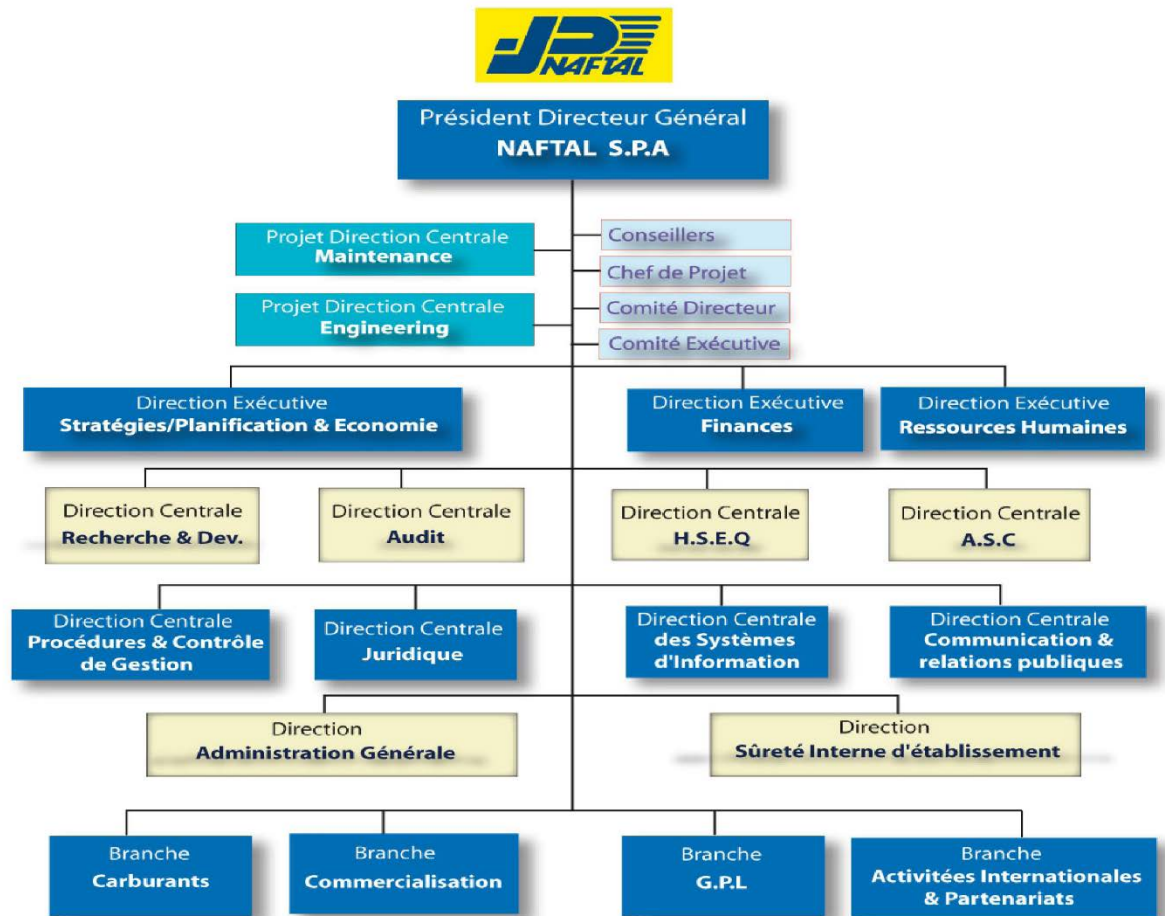 NAFTAL
Président Directeur Général
NAFTAL S.P.A
Projet Direction Centrale
Maintenance
Conseillers
Chef de Projet
Projet Direction Centrale
Engineering
Comité Directeur
Comité Exécutive
Direction Exécutive
Stratégies/Planification & Economie
Direction Exécutive
Finances
Direction Exécutive
Ressources Humaines
Direction Centrale
Recherche & Dev.
Direction Centrale
Audit
Direction Centrale
H.S.E.Q
Direction Centrale
A.S.C
Direction Centrale
Procédures & Contrôle
de Gestion
Direction Centrale
Juridique
Direction Centrale
des Systèmes
d'Information
Direction Centrale
Communication &
relations publiques
Direction
Administration Générale
Direction
Sûreté Interne d'établissement
Branche
Carburants
Branche
Commercialisation
Branche
G.P.L
Branche
Activitées Internationales
& Partenariats